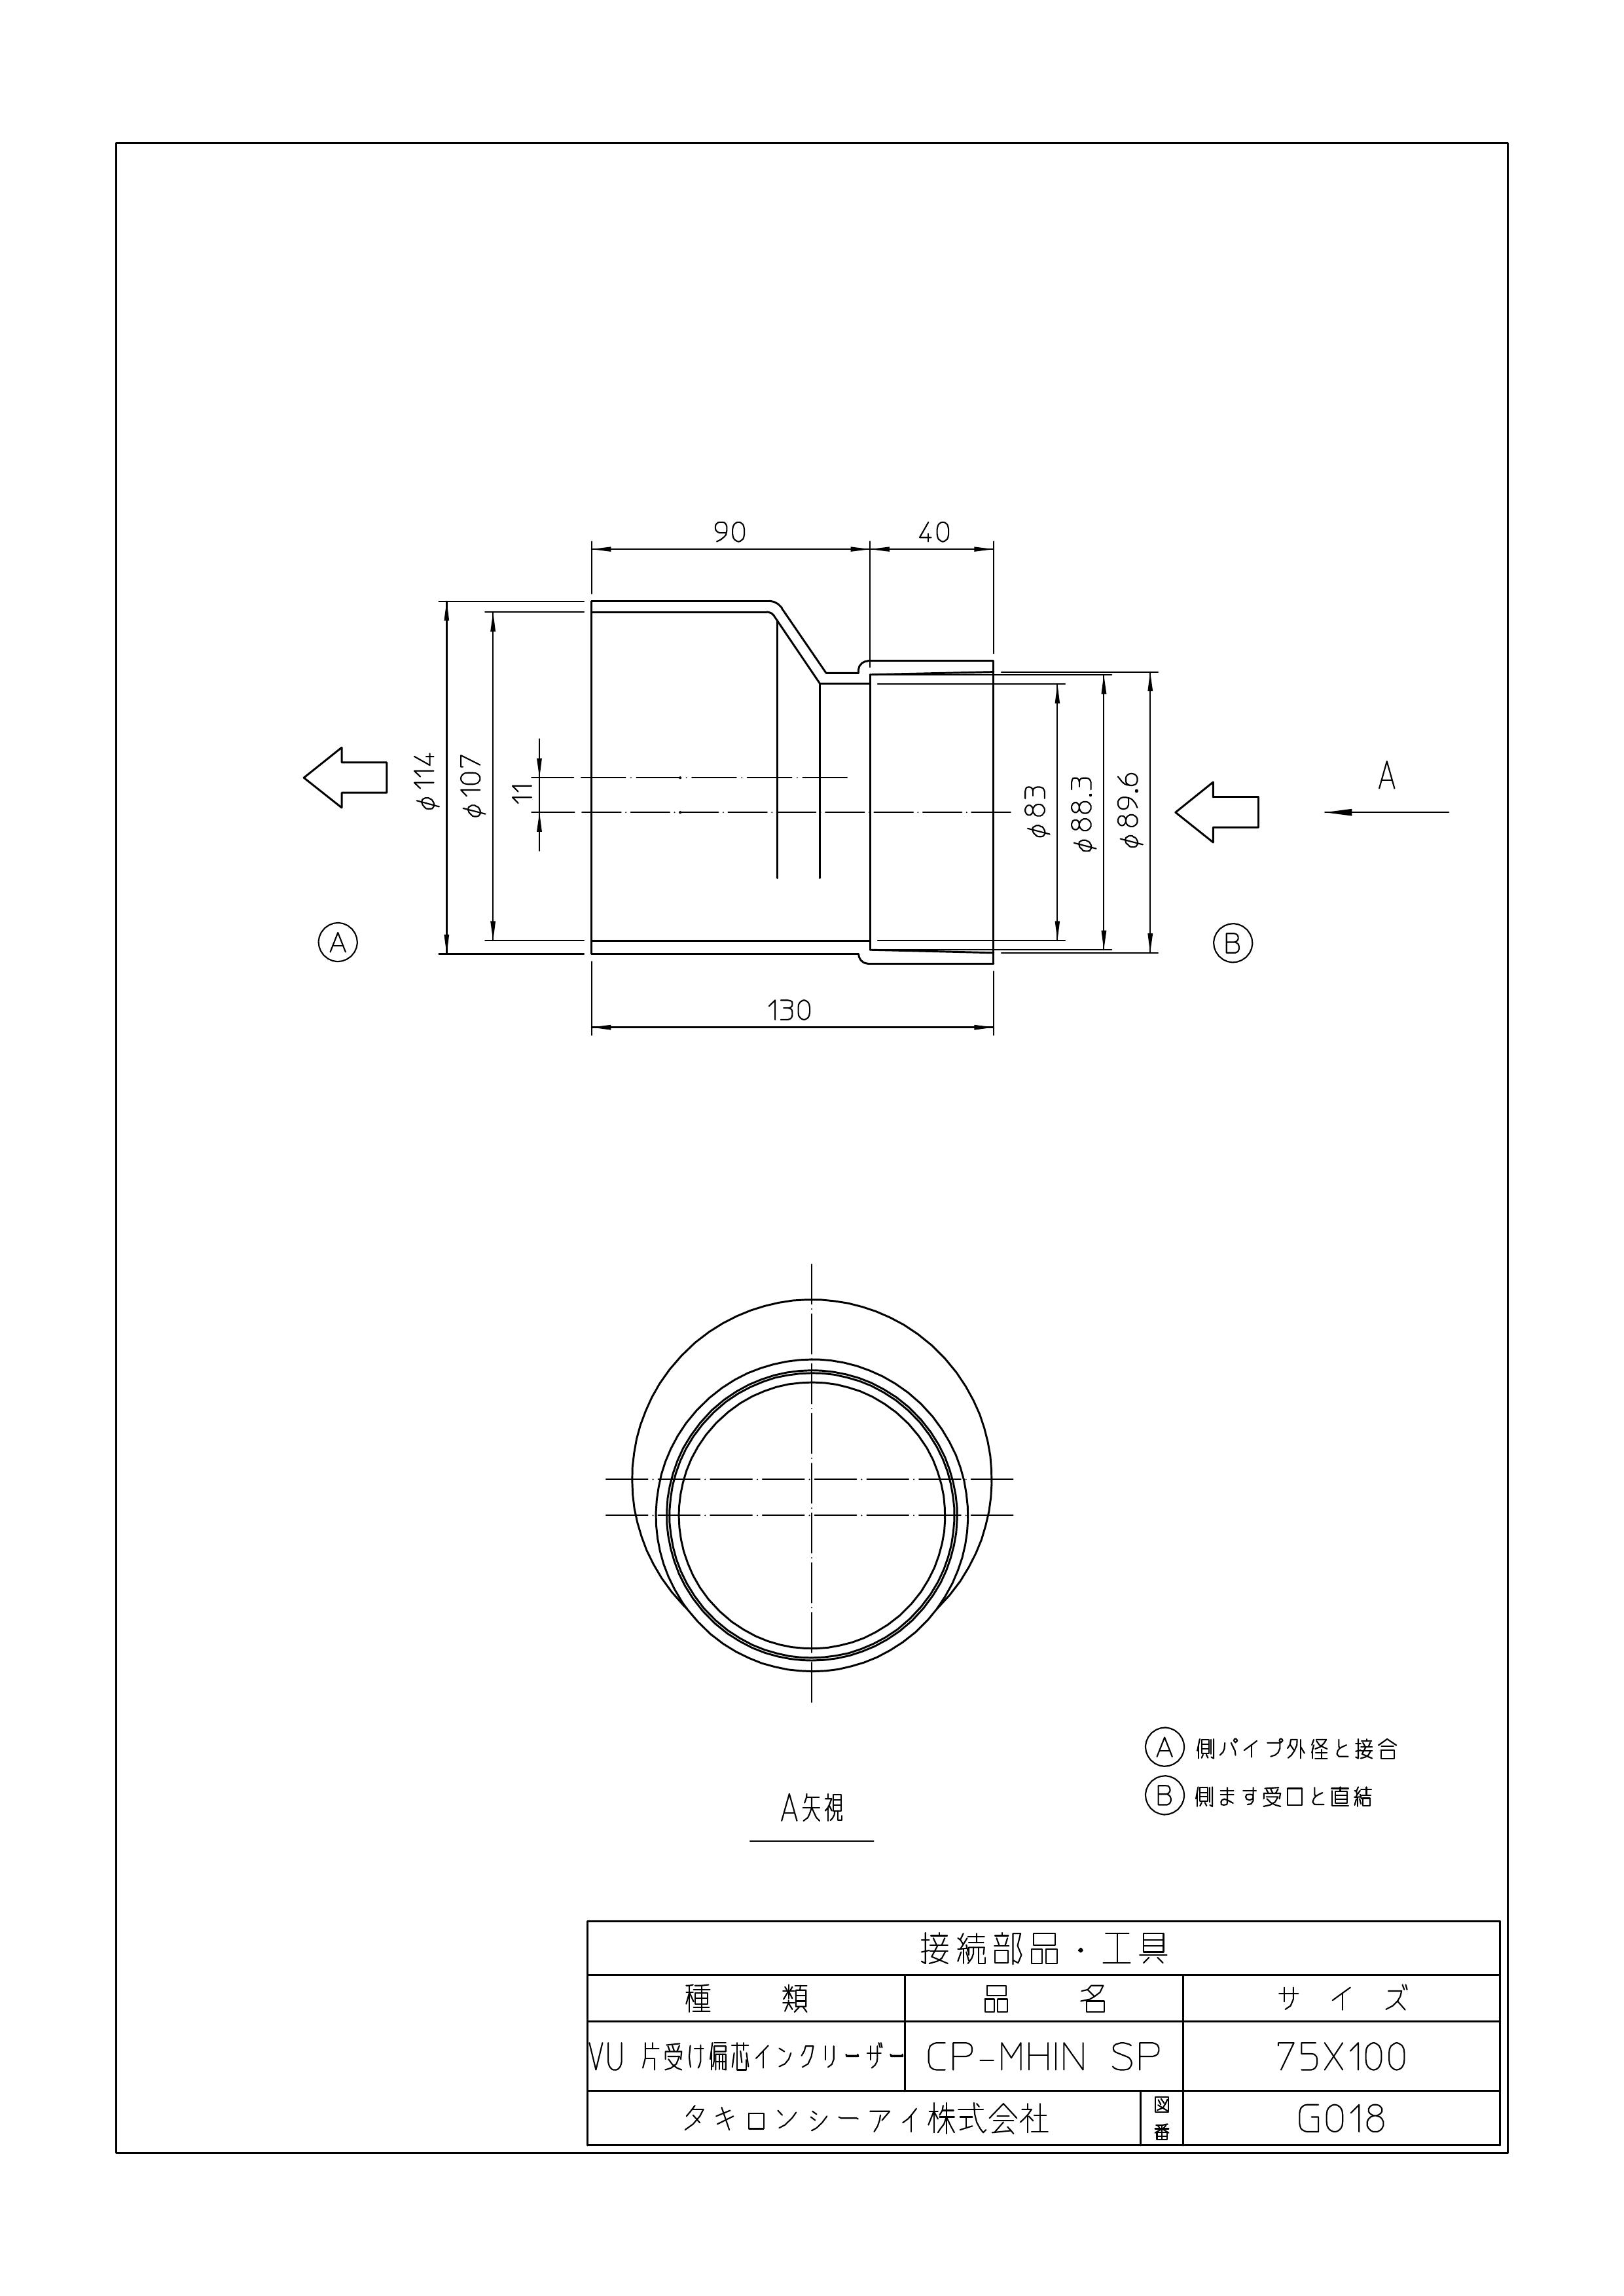 90 40
φ114
φ107
11
φ83
φ88.3
φ89.6
A
A
B
130
A 側パイプ外径と接合
B 側ます受口と直結
A矢視
接続部品・工具
種 類 品 名 サ イ ズ
VU 片受け偏芯インクリーザー CP-MHIN SP 75X100
タキロンシーアイ株式会社 図番 G018